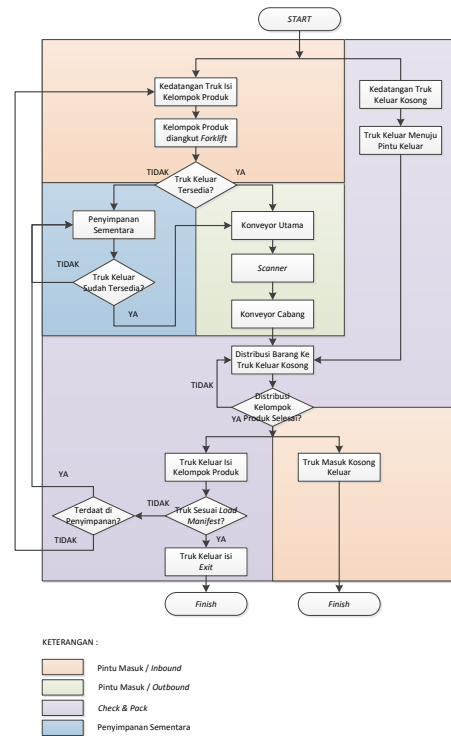 START
Kedatangan Truk Isi
Kelompok Produk
Kedatangan Truk
Keluar Kosong
Kelompok Produk
diangkut Forklift
Truk Keluar Menuju
Pintu Keluar
TIDAK
YA
Truk Keluar
Tersedia?
Penyimpanan
Sementara
Konveyor Utama
TIDAK
Truk Keluar
Sudah Tersedia?
YA
Scanner
Konveyor Cabang
Distribusi Barang Ke
Truk Keluar Kosong
TIDAK
Distribusi
Kelompok
Produk Selesai?
YA
Truk Keluar Isi
Kelompok Produk
Truk Masuk Kosong
Keluar
YA
Terdaat di
Penyimpanan?
TIDAK
TIDAK
Truk Sesuai Load
Manifest?
YA
Truk Keluar isi
Exit
Finish
Finish
KETERANGAN :
Pintu Masuk / Inbound
Pintu Masuk / Outbound
Check & Pack
Penyimpanan Sementara